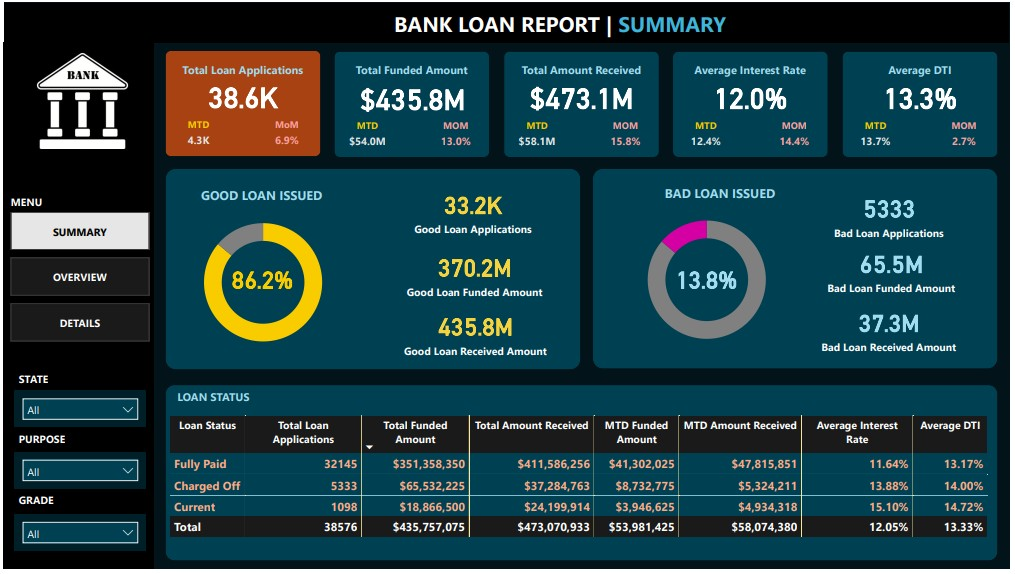 BANK LOAN REPORT | SUMMARY
BANK
MENU
SUMMARY
OVERVIEW
DETAILS
STATE
All
PURPOSE
All
GRADE
All
Total Loan Applications
38.6K
MTD MoM
4.3K 6.9%
Total Funded Amount
$435.8M
MTD MOM
$54.0M 13.0%
Total Amount Received
$473.1M
MTD MOM
$58.1M 15.8%
Average Interest Rate
12.0%
MTD MOM
12.4% 14.4%
Average DTI
13.3%
MTD MOM
13.7% 2.7%
GOOD LOAN ISSUED
86.2%
33.2K
Good Loan Applications
370.2M
Good Loan Funded Amount
435.8M
Good Loan Received Amount
BAD LOAN ISSUED
13.8%
5333
Bad Loan Applications
65.5M
Bad Loan Funded Amount
37.3M
Bad Loan Received Amount
LOAN STATUS
Loan Status Total Loan Applications Total Funded Amount Total Amount Received MTD Funded Amount MTD Amount Received Average Interest Rate Average DTI
Fully Paid 32145 $351,358,350 $411,586,256 $41,302,025 $47,815,851 11.64% 13.17%
Charged Off 5333 $65,532,225 $37,284,763 $8,732,775 $5,324,211 13.88% 14.00%
Current 1098 $18,866,500 $24,199,914 $3,946,625 $4,934,318 15.10% 14.72%
Total 38576 $435,757,075 $473,070,933 $53,981,425 $58,074,380 12.05% 13.33%